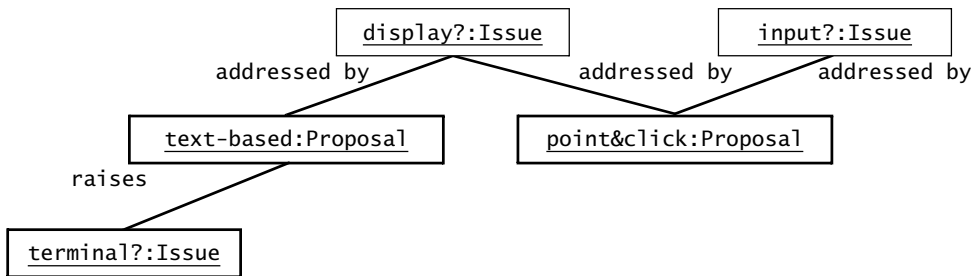 display?:Issue
input?:Issue
addressed by
addressed by
addressed by
text-based:Proposal
point&click:Proposal
raises
terminal?:Issue